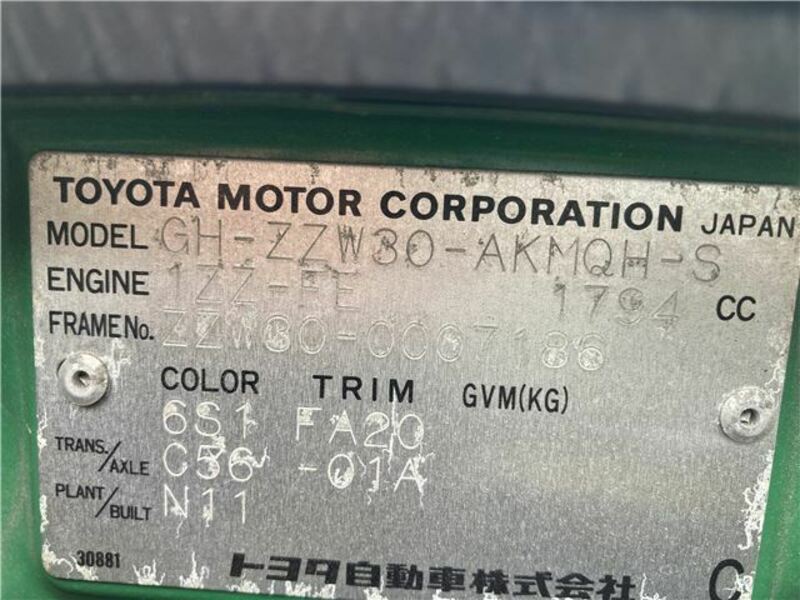 TOYOTA MOTOR CORPORATION JAPAN
MODEL GH-ZZW30-AKMQH-S
ENGINE 1ZZ-FE 1794 CC
FRAME No. ZZW30-0007186
COLOR TRIM GVM(KG)
6S1 FA20
TRANS./AXLE C56 -01A
PLANT/BUILT N11
30881
トヨタ自動車株式会社 C